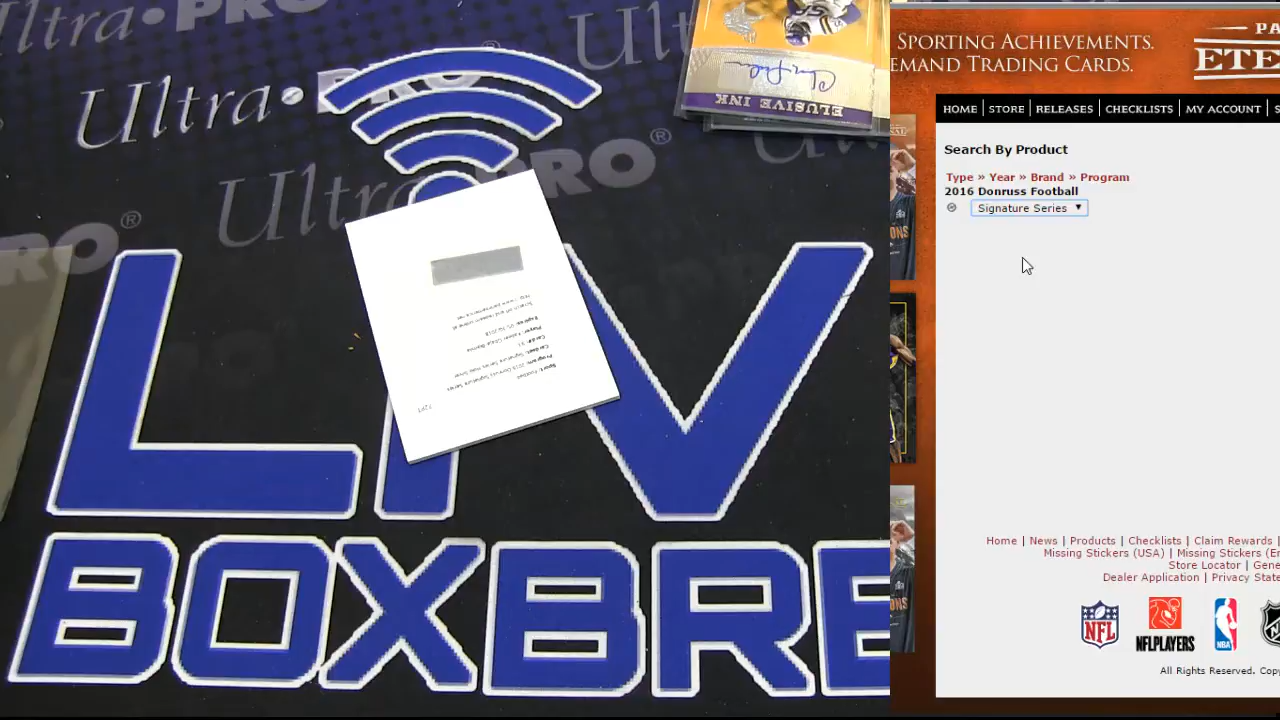 Ultra•PRO
Ultra•PRO
Ultra
Ultra•PRO®
®
ELUSIVE INK
LIV
BOXBRE
SPORTING ACHIEVEMENTS.
EMAND TRADING CARDS.
PA
ETE
HOME | STORE | RELEASES | CHECKLISTS | MY ACCOUNT | S
Search By Product
Type » Year » Brand » Program
2016 Donruss Football
Signature Series
Home | News | Products | Checklists | Claim Rewards |
Missing Stickers (USA) | Missing Stickers (E
Store Locator | Gene
Dealer Application | Privacy State
NFL
NFLPLAYERS
NBA
All Rights Reserved. Cop